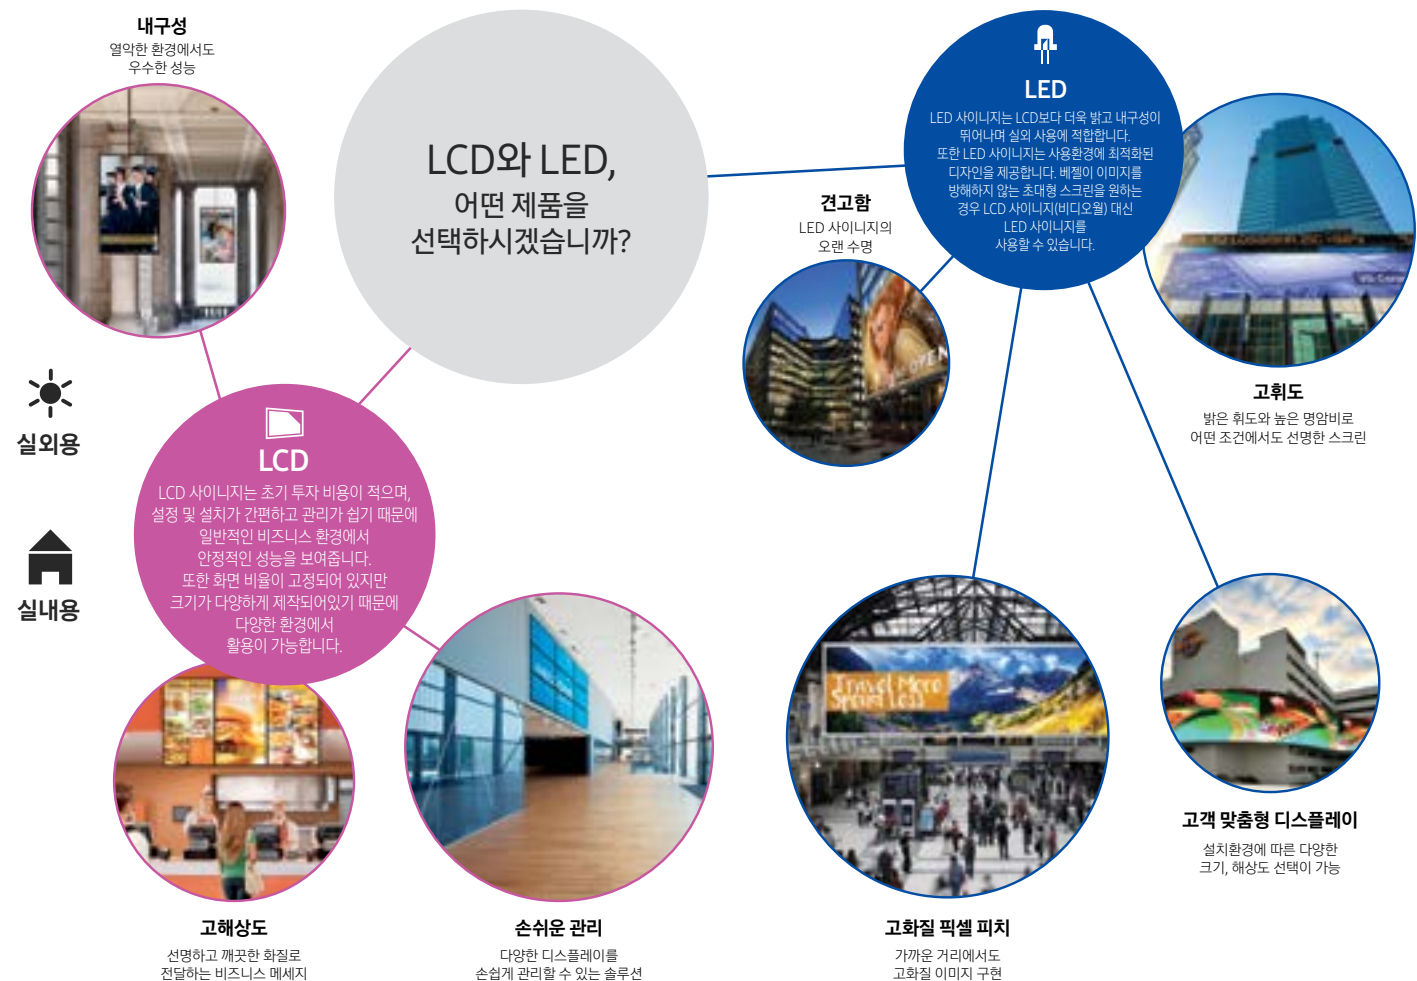 내구성
열악한 환경에서도
우수한 성능
LCD와 LED,
어떤 제품을
선택하시겠습니까?
LED
LED 사이니지는 LCD보다 더욱 밝고 내구성이
뛰어나며 실외 사용에 적합합니다.
또한 LED 사이니지는 사용환경에 최적화된
디자인을 제공합니다. 베젤이 이미지를
방해하지 않는 초대형 스크린을 원하는
경우 LCD 사이니지(비디오월) 대신
LED 사이니지를
사용할 수 있습니다.
견고함
LED 사이니지의
오랜 수명
OPEN
고휘도
밝은 휘도와 높은 명암비로
어떤 조건에서도 선명한 스크린
실외용
실내용
LCD
LCD 사이니지는 초기 투자 비용이 적으며,
설정 및 설치가 간편하고 관리가 쉽기 때문에
일반적인 비즈니스 환경에서
안정적인 성능을 보여줍니다.
또한 화면 비율이 고정되어 있지만
크기가 다양하게 제작되어있기 때문에
다양한 환경에서
활용이 가능합니다.
Travel More
Spend Less
고해상도
선명하고 깨끗한 화질로
전달하는 비즈니스 메세지
손쉬운 관리
다양한 디스플레이를
손쉽게 관리할 수 있는 솔루션
고화질 픽셀 피치
가까운 거리에서도
고화질 이미지 구현
고객 맞춤형 디스플레이
설치환경에 따른 다양한
크기, 해상도 선택이 가능